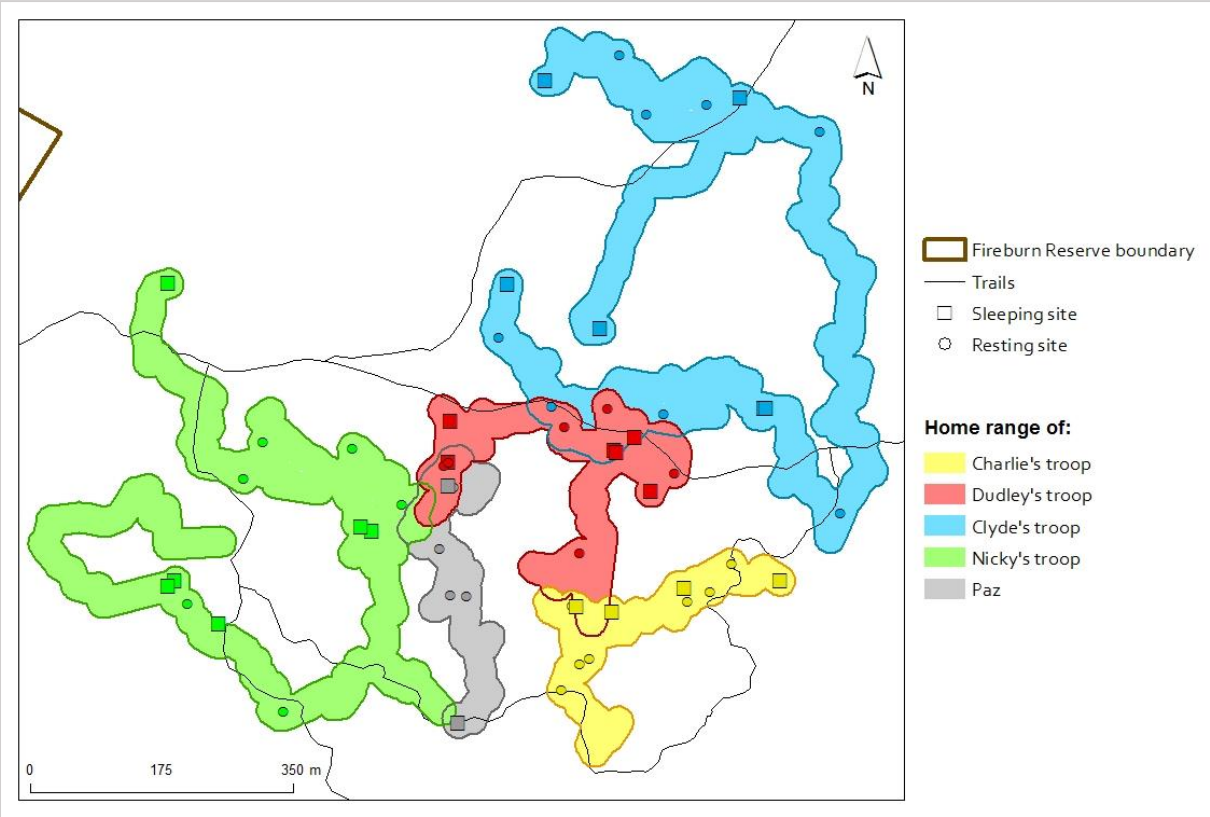 N
Fireburn Reserve boundary
Trails
Sleeping site
Resting site
Home range of:
Charlie's troop
Dudley's troop
Clyde's troop
Nicky's troop
Paz
0 175 350 m